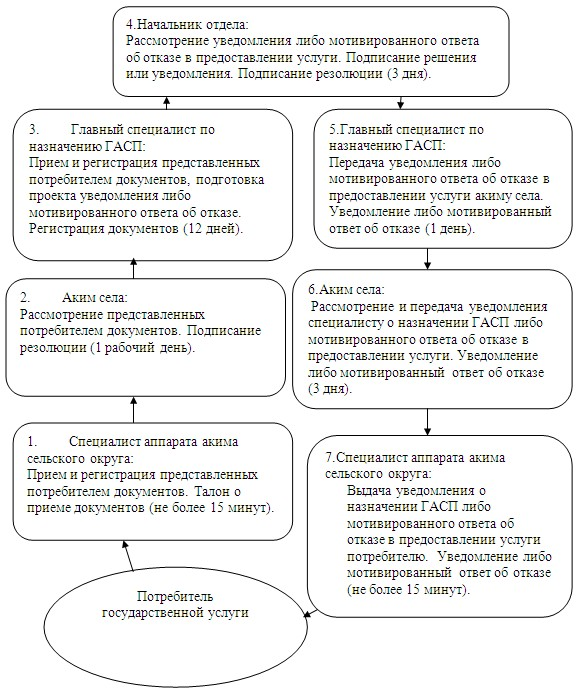 4.Начальник отдела:
Рассмотрение уведомления либо мотивированного ответа
об отказе в предоставлении услуги. Подписание решения
или уведомления. Подписание резолюции (3 дня).
3. Главный специалист по
назначению ГАСП:
Прием и регистрация представленных
потребителем документов, подготовка
проекта уведомления либо
мотивированного ответа об отказе.
Регистрация документов (12 дней).
5.Главный специалист по
назначению ГАСП:
Передача уведомления либо
мотивированного ответа об отказе в
предоставлении услуги акиму села.
Уведомление либо мотивированный
ответ об отказе (1 день).
2. Аким села:
Рассмотрение представленных
потребителем документов. Подписание
резолюции (1 рабочий день).
6.Аким села:
Рассмотрение и передача уведомления
специалисту о назначении ГАСП либо
мотивированного ответа об отказе в
предоставлении услуги. Уведомление
либо мотивированный ответ об отказе
(3 дня).
1. Специалист аппарата акима
сельского округа:
Прием и регистрация представленных
потребителем документов. Талон о
приеме документов (не более 15 минут).
7.Специалист аппарата акима
сельского округа:
Выдача уведомления о
назначении ГАСП либо
мотивированного ответа об
отказе в предоставлении услуги
потребителю. Уведомление либо
мотивированный ответ об отказе
(не более 15 минут).
Потребитель
государственной услуги